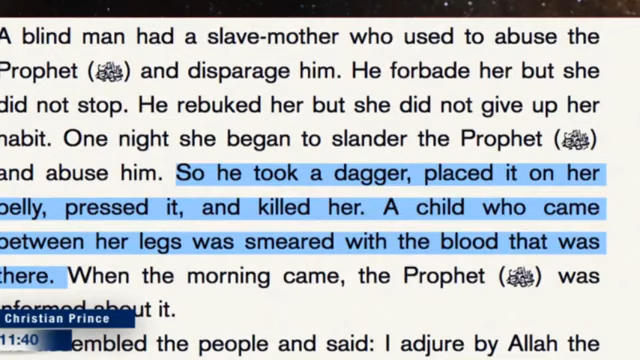 A blind man had a slave-mother who used to abuse the
Prophet (ﷺ) and disparage him. He forbade her but she
did not stop. He rebuked her but she did not give up her
habit. One night she began to slander the Prophet (ﷺ)
and abuse him. So he took a dagger, placed it on her
belly, pressed it, and killed her. A child who came
between her legs was smeared with the blood that was
there. When the morning came, the Prophet (ﷺ) was
about it.
the people and said: I adjure by Allah the
Christian Prince
11:40